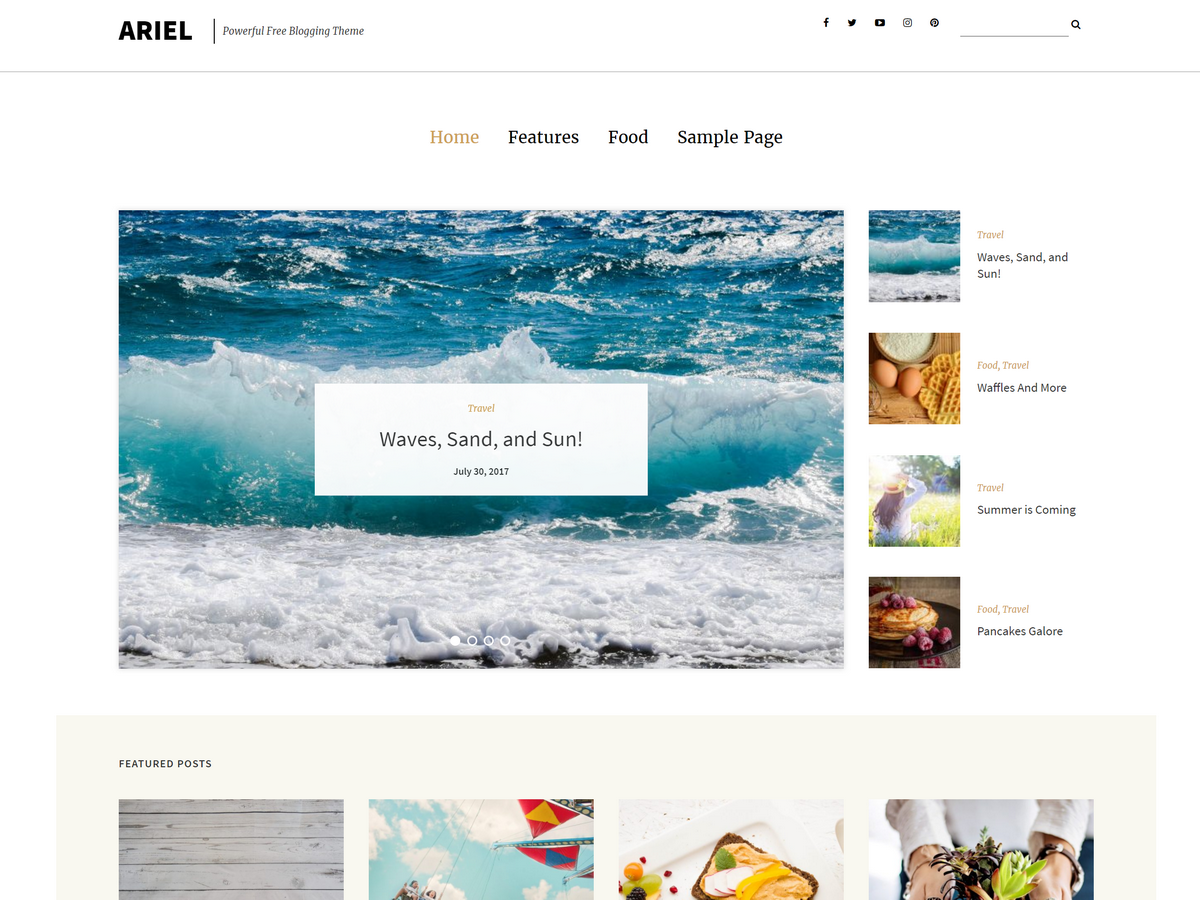 ARIEL
Powerful Free Blogging Theme
Home Features Food Sample Page
Travel
Waves, Sand, and Sun!
July 30, 2017
Travel
Waves, Sand, and
Sun!
Food, Travel
Waffles And More
Travel
Summer is Coming
Food, Travel
Pancakes Galore
FEATURED POSTS